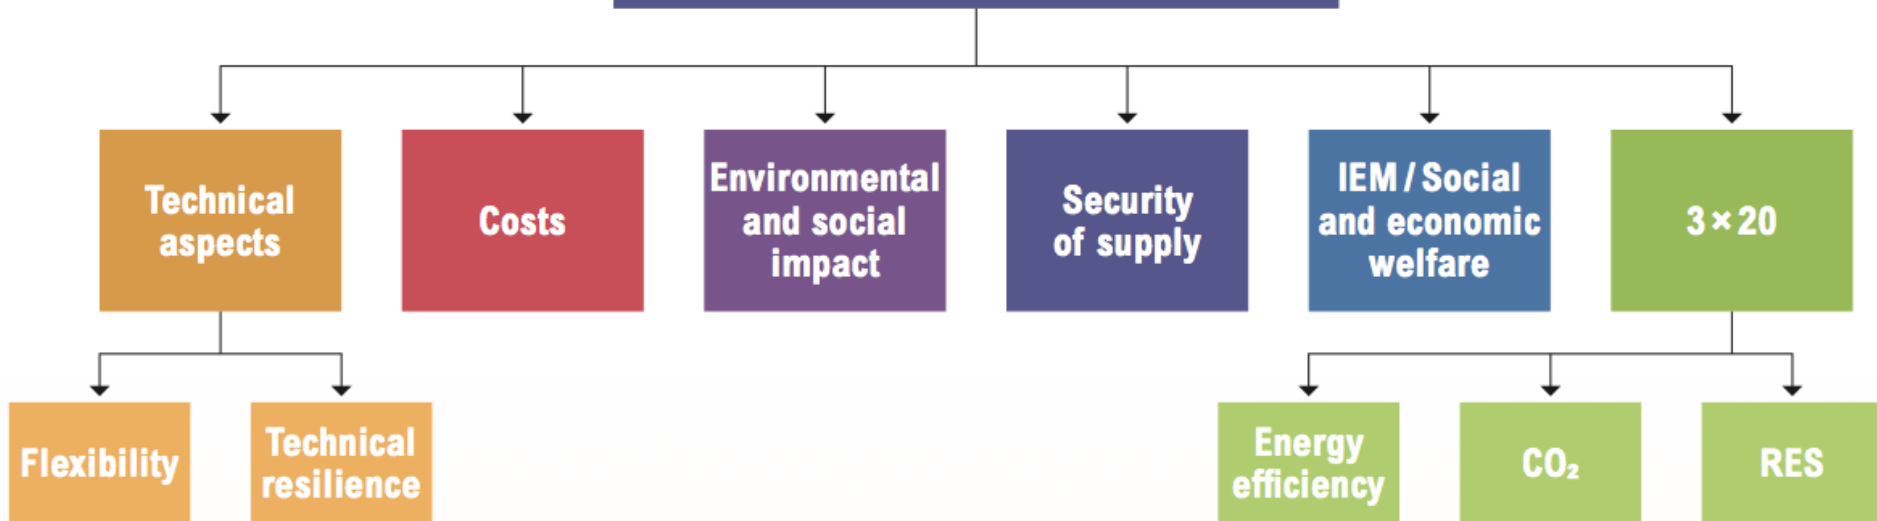 Technical
aspects
Costs
Environmental
and social
impact
Security
of supply
IEM / Social
and economic
welfare
3 × 20
Flexibility
Technical
resilience
Energy
efficiency
CO₂
RES